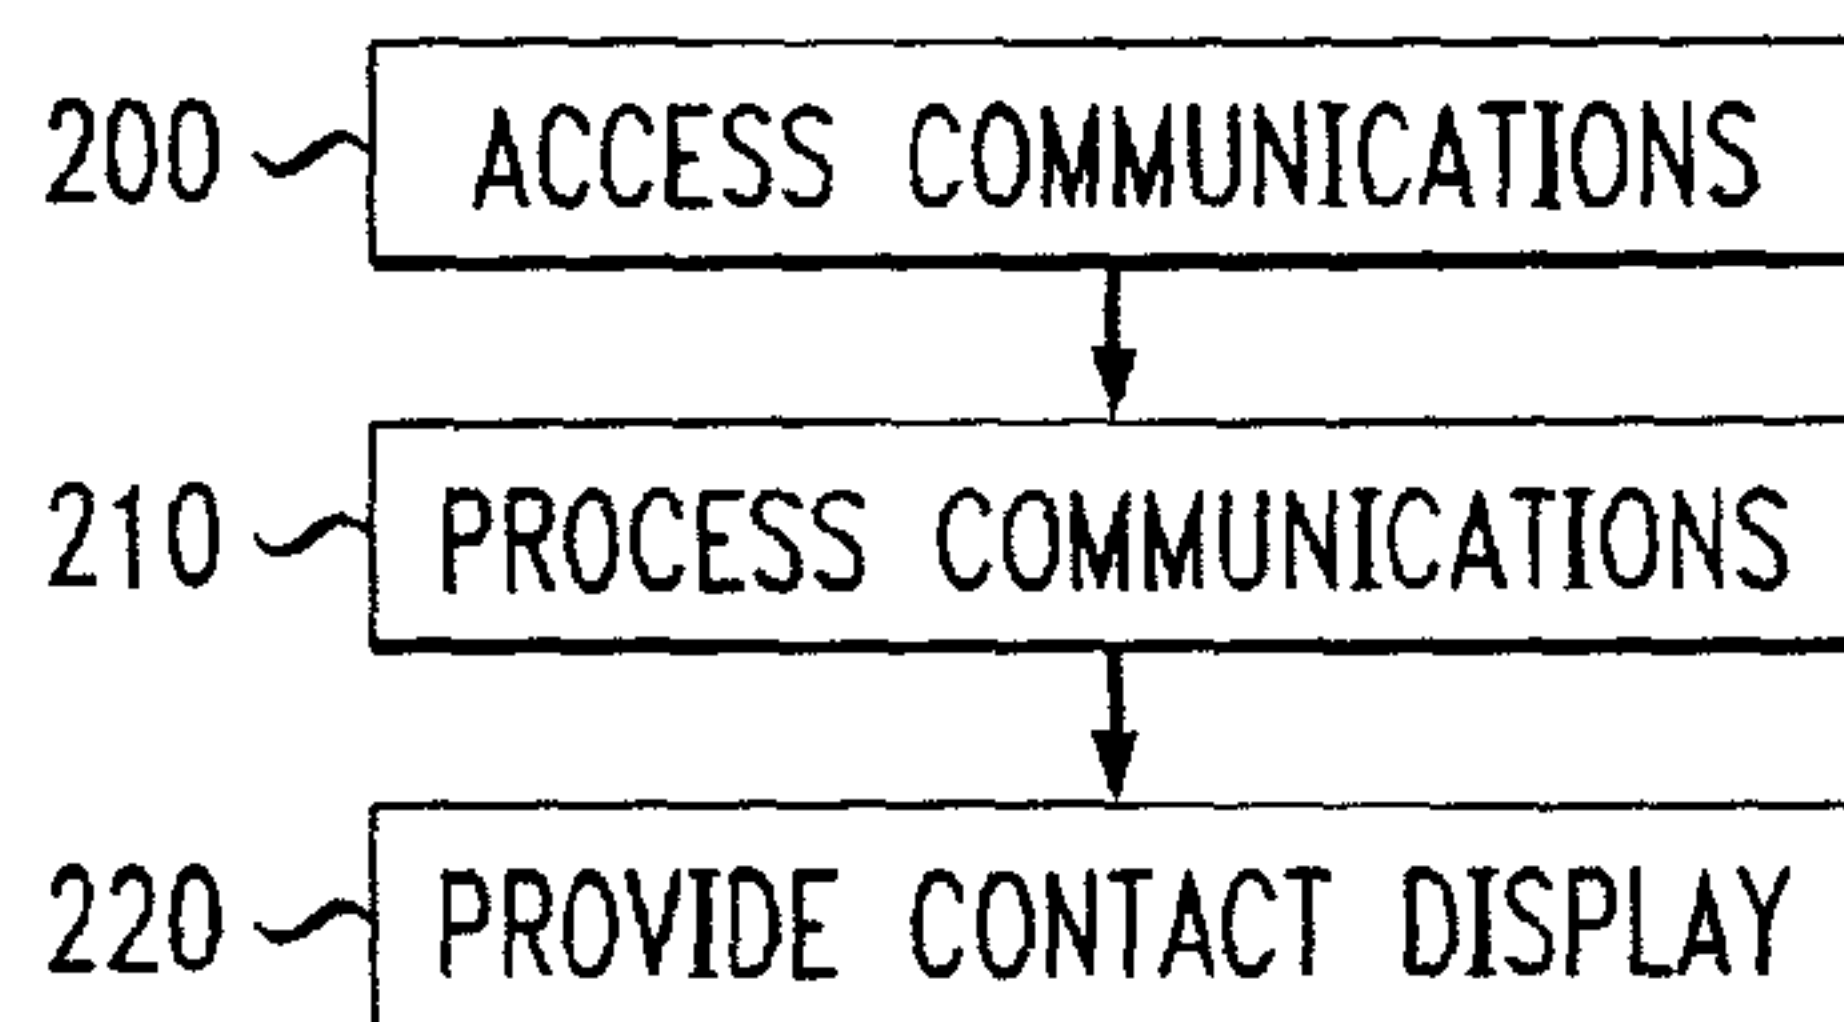 200 ACCESS COMMUNICATIONS
210 PROCESS COMMUNICATIONS
220 PROVIDE CONTACT DISPLAY